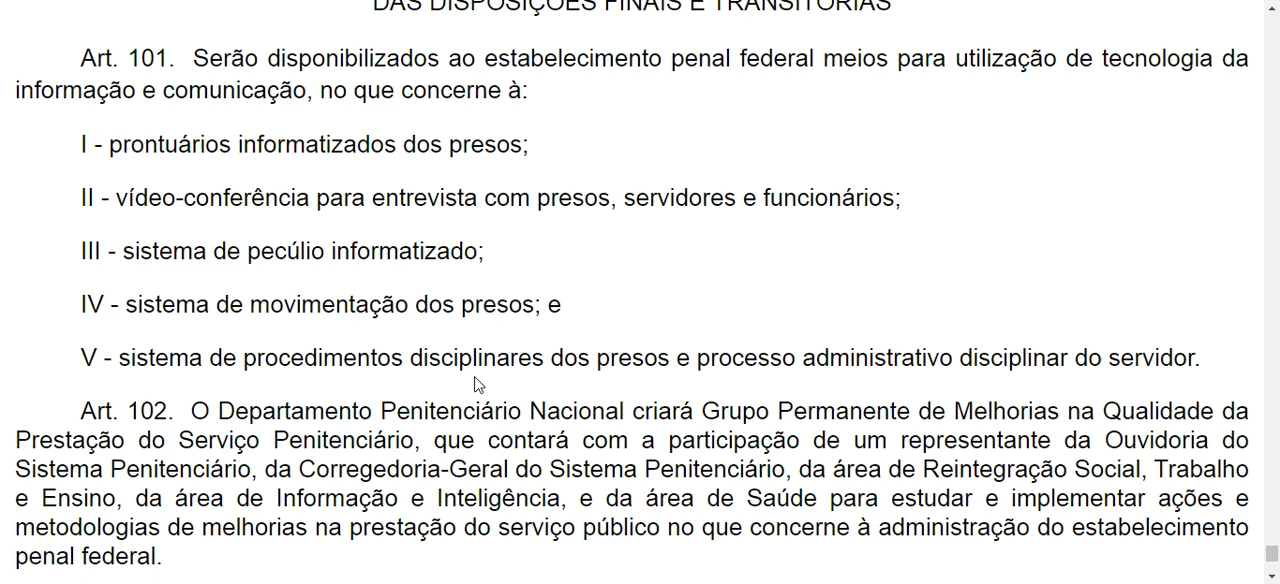 DAS DISPOSIÇÕES FINAIS E TRANSITÓRIAS
Art. 101. Serão disponibilizados ao estabelecimento penal federal meios para utilização de tecnologia da
informação e comunicação, no que concerne à:
I - prontuários informatizados dos presos;
II - vídeo-conferência para entrevista com presos, servidores e funcionários;
III - sistema de pecúlio informatizado;
IV - sistema de movimentação dos presos; e
V - sistema de procedimentos disciplinares dos presos e processo administrativo disciplinar do servidor.
Art. 102. O Departamento Penitenciário Nacional criará Grupo Permanente de Melhorias na Qualidade da
Prestação do Serviço Penitenciário, que contará com a participação de um representante da Ouvidoria do
Sistema Penitenciário, da Corregedoria-Geral do Sistema Penitenciário, da área de Reintegração Social, Trabalho
e Ensino, da área de Informação e Inteligência, e da área de Saúde para estudar e implementar ações e
metodologias de melhorias na prestação do serviço público no que concerne à administração do estabelecimento
penal federal.